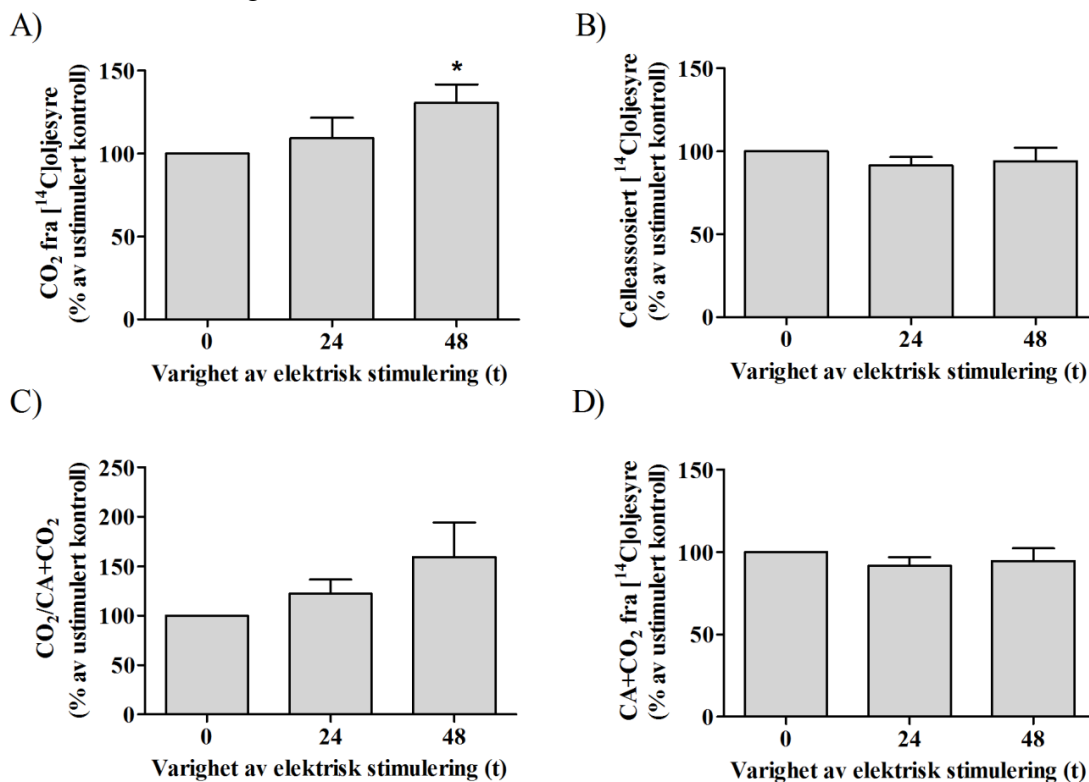 A)
CO₂ fra [¹⁴C]oljesyre
(% av ustimulert kontroll)
150
100
50
0
*
0 24 48
Varighet av elektrisk stimulering (t)
B)
Celleassosiert [¹⁴C]oljesyre
(% av ustimulert kontroll)
150
100
50
0
0 24 48
Varighet av elektrisk stimulering (t)
C)
CO₂/CA+CO₂
(% av ustimulert kontroll)
250
200
150
100
50
0
0 24 48
Varighet av elektrisk stimulering (t)
D)
CA+CO₂ fra [¹⁴C]oljesyre
(% av ustimulert kontroll)
150
100
50
0
0 24 48
Varighet av elektrisk stimulering (t)